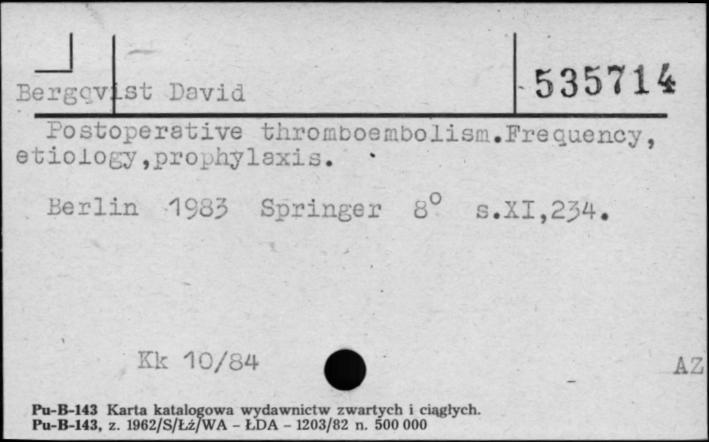 Bergqvist David
535714
Postoperative thromboembolism.Frequency,
etiology,prophylaxis.
Berlin 1983 Springer 8° s.XI,234.
Kk 10/84
AZ
Pu-B-143 Karta katalogowa wydawnictw zwartych i ciągłych.
Pu-B-143, z. 1962/S/Łź/WA – ŁDA – 1203/82 n. 500 000